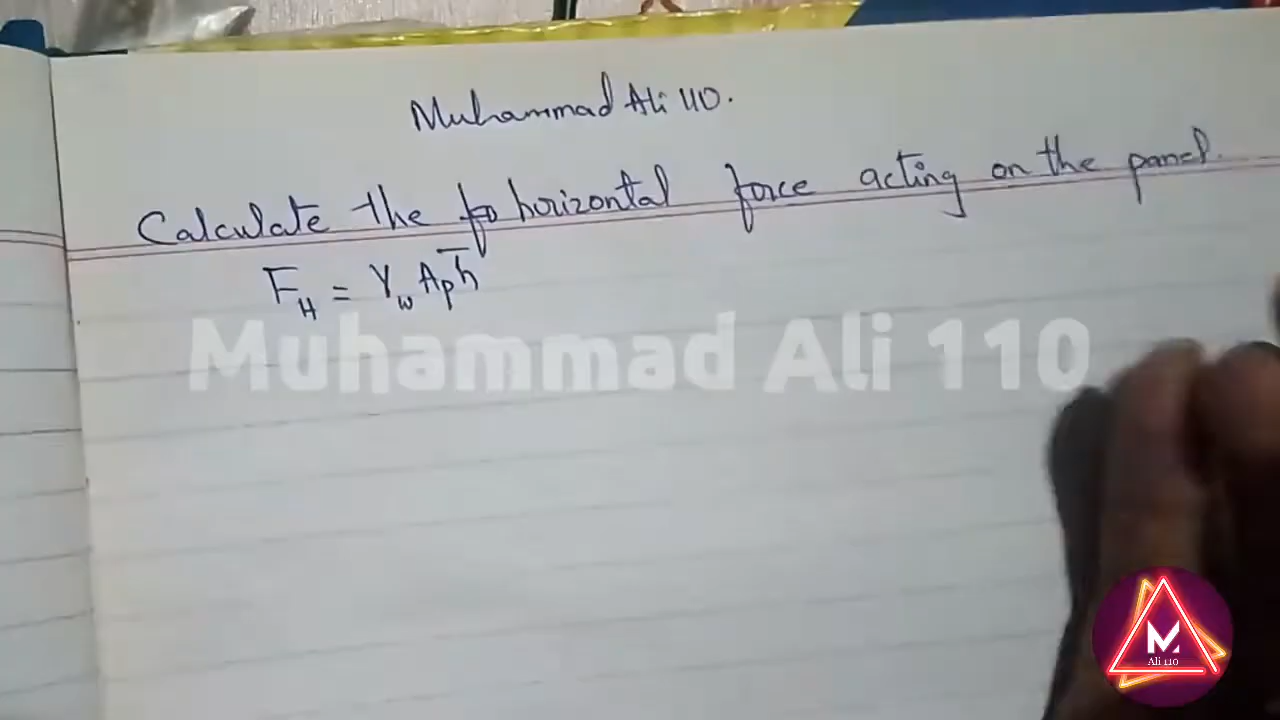 Muhammad Ali 110.
Calculate the fo horizontal force acting on the panel.
F_H = γ_w A_p h̄
Muhammad Ali 110
M
Ali 110